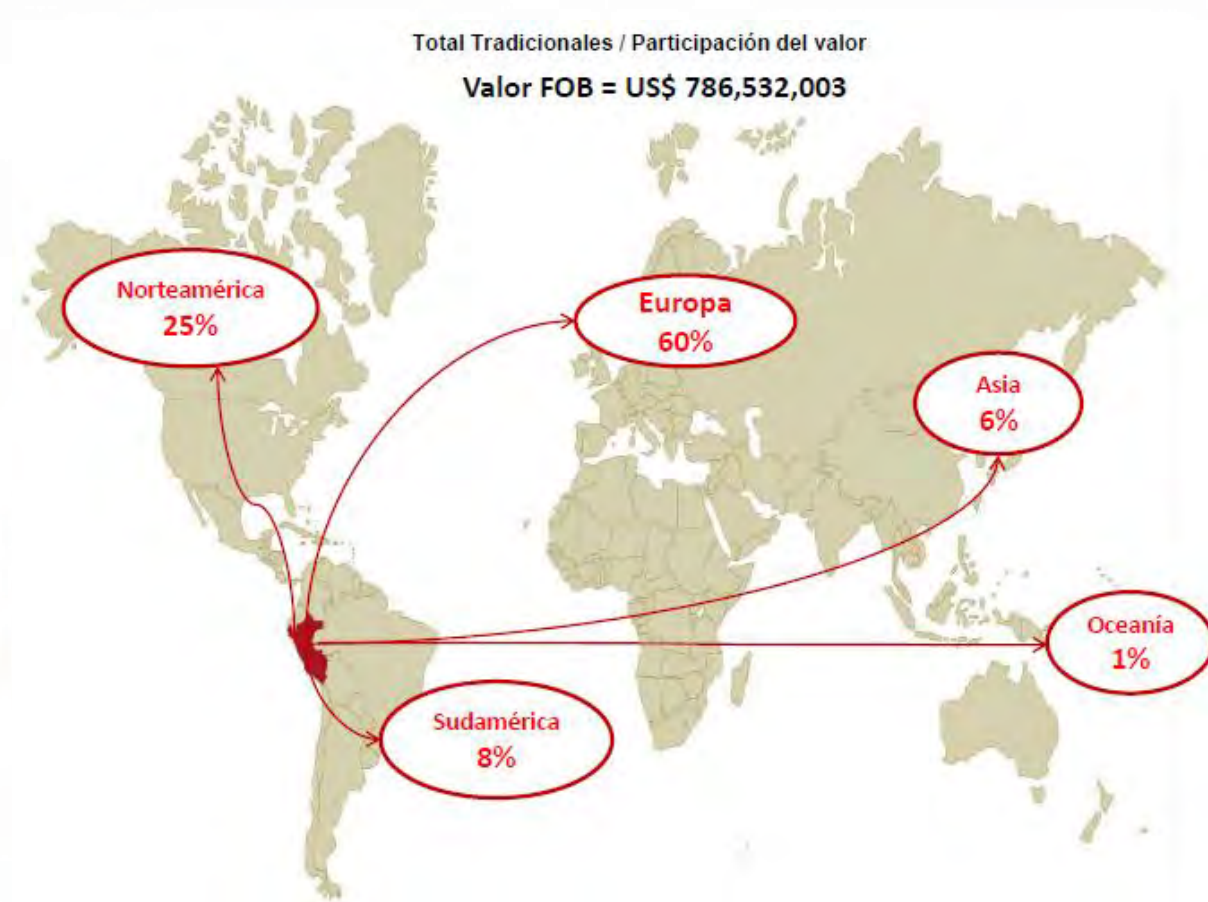 Total Tradicionales / Participación del valor
Valor FOB = US$ 786,532,003
Norteamérica
25%
Europa
60%
Asia
6%
Oceanía
1%
Sudamérica
8%